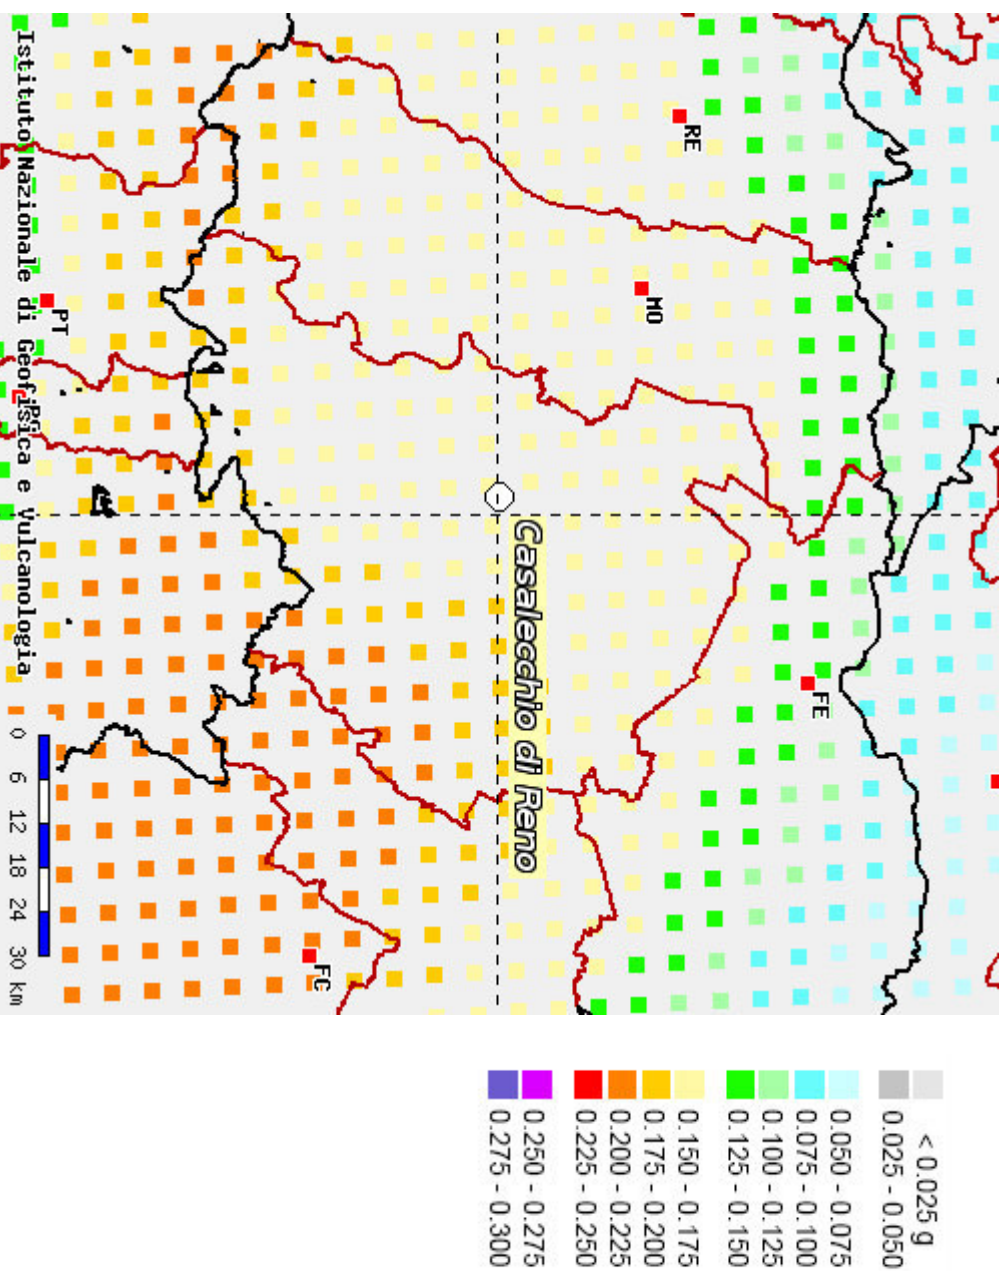 RE
MO
FE
Casalecchio di Reno
PT
FC
Istituto Nazionale di Geofisica e Vulcanologia
0 6 12 18 24 30 km
< 0.025 g
0.025 - 0.050
0.050 - 0.075
0.075 - 0.100
0.100 - 0.125
0.125 - 0.150
0.150 - 0.175
0.175 - 0.200
0.200 - 0.225
0.225 - 0.250
0.250 - 0.275
0.275 - 0.300